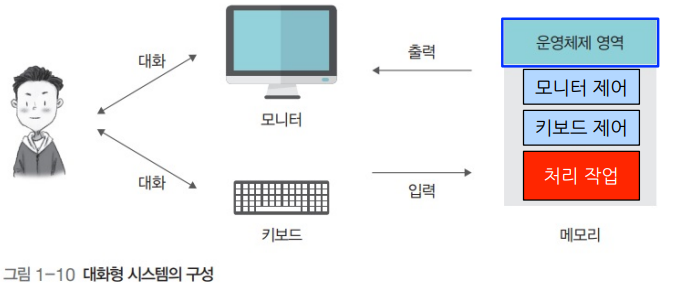 대화
출력
운영체제 영역
모니터 제어
모니터
키보드 제어
대화
입력
처리 작업
키보드
메모리
그림 1-10 대화형 시스템의 구성